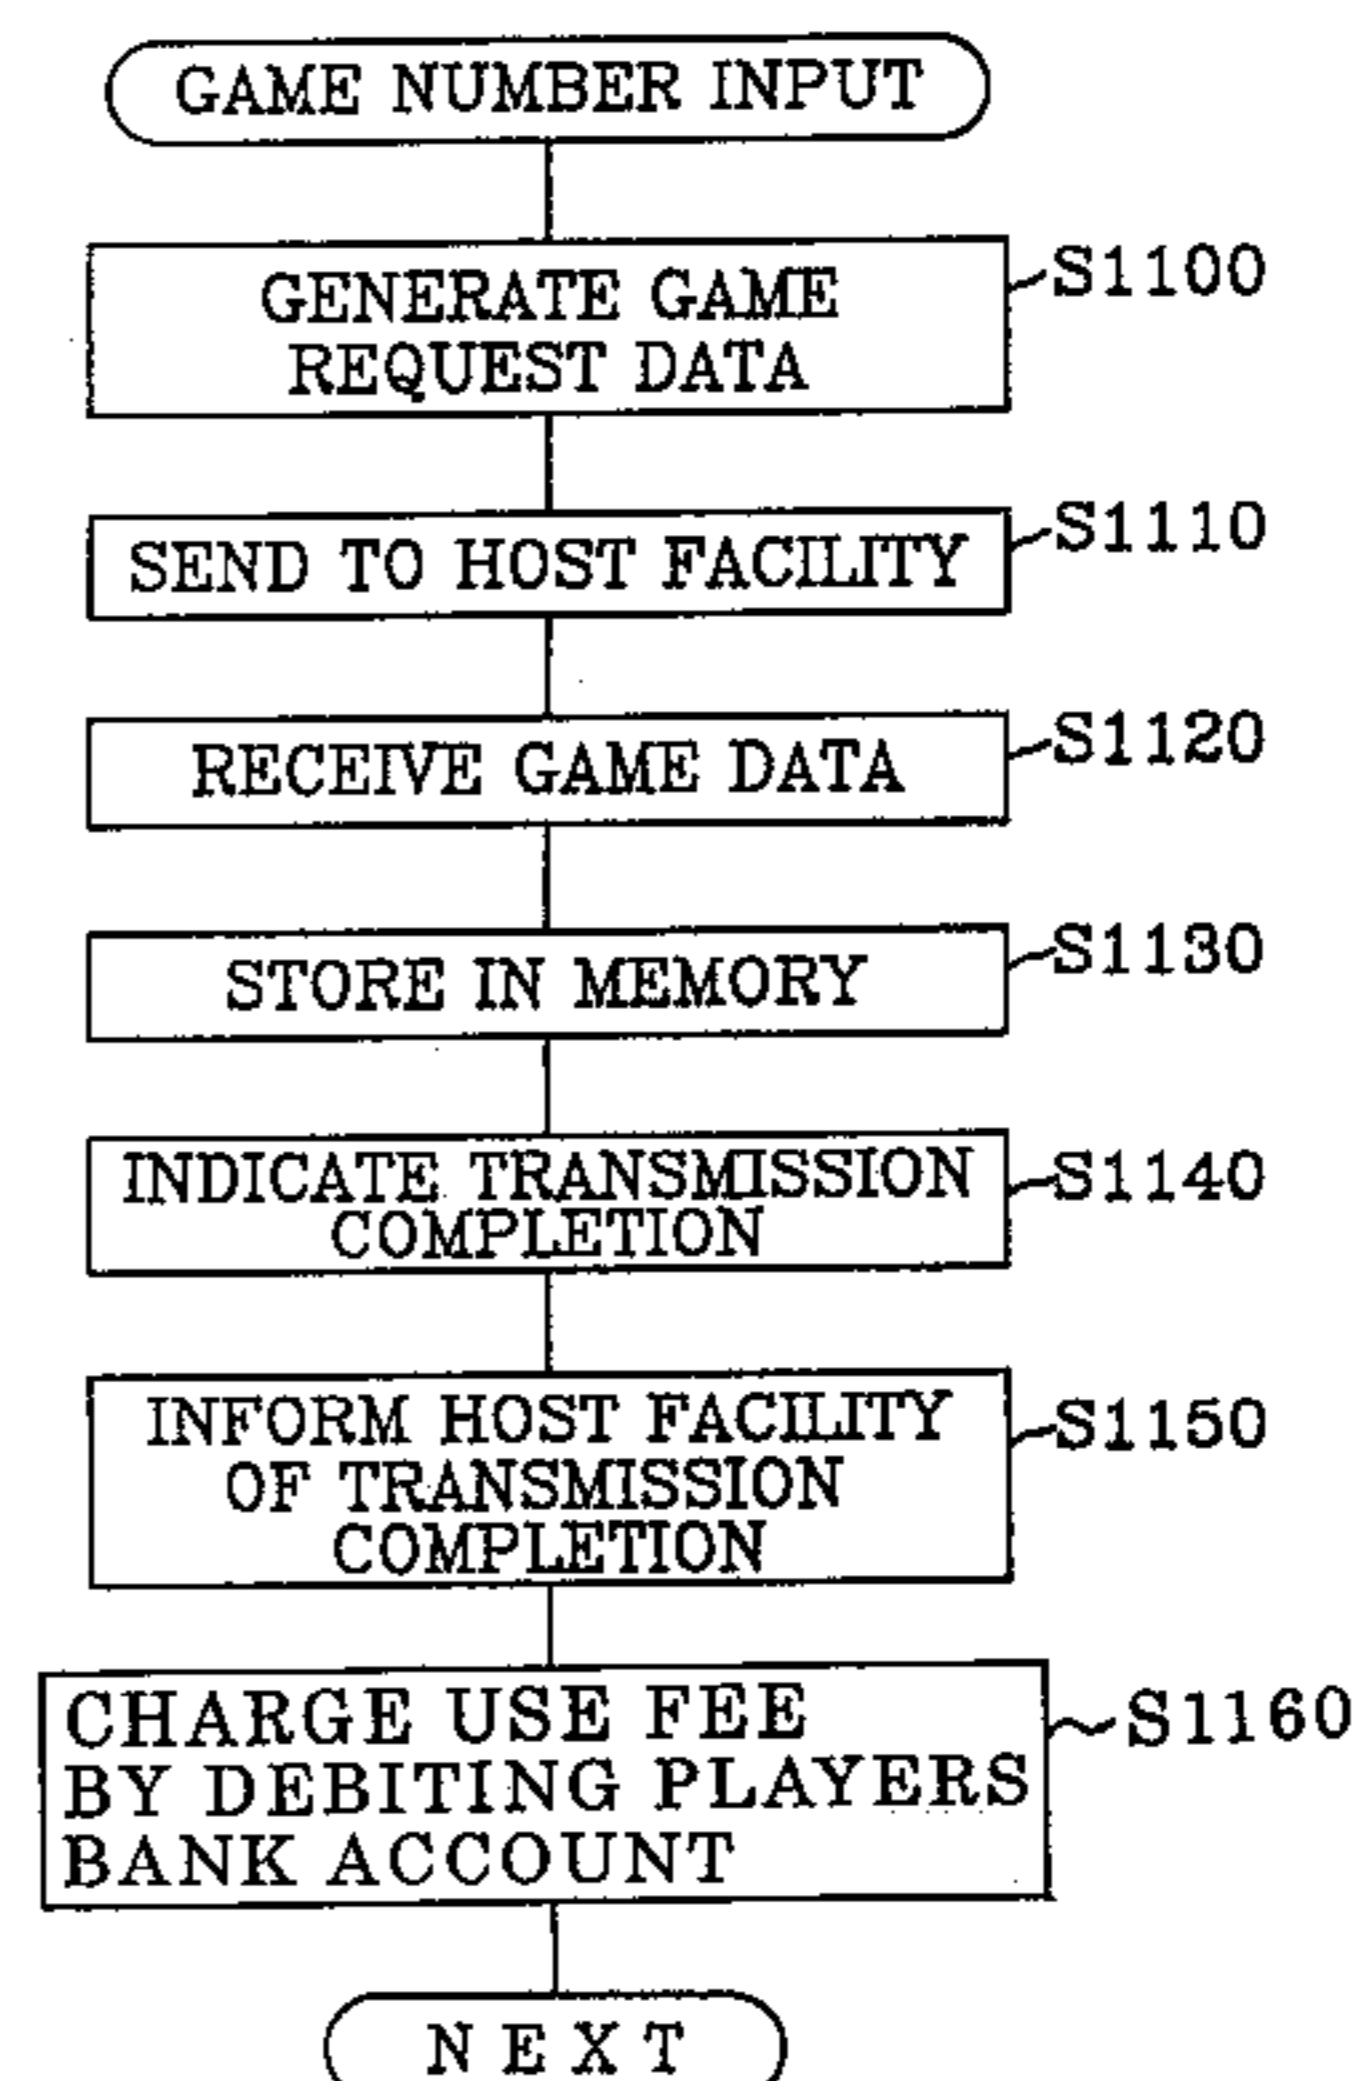 GAME NUMBER INPUT
GENERATE GAME
REQUEST DATA
S1100
SEND TO HOST FACILITY
S1110
RECEIVE GAME DATA
S1120
STORE IN MEMORY
S1130
INDICATE TRANSMISSION
COMPLETION
S1140
INFORM HOST FACILITY
OF TRANSMISSION
COMPLETION
S1150
CHARGE USE FEE
BY DEBITING PLAYERS
BANK ACCOUNT
S1160
NEXT